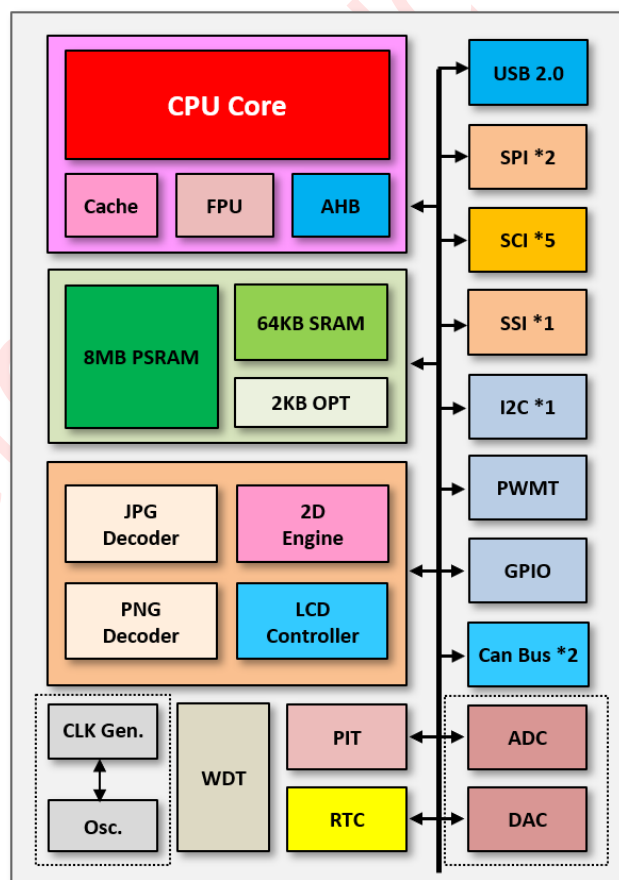 CPU Core
Cache
FPU
AHB
8MB PSRAM
64KB SRAM
2KB OPT
JPG
Decoder
2D
Engine
PNG
Decoder
LCD
Controller
CLK Gen.
Osc.
WDT
PIT
RTC
USB 2.0
SPI *2
SCI *5
SSI *1
I2C *1
PWMT
GPIO
Can Bus *2
ADC
DAC